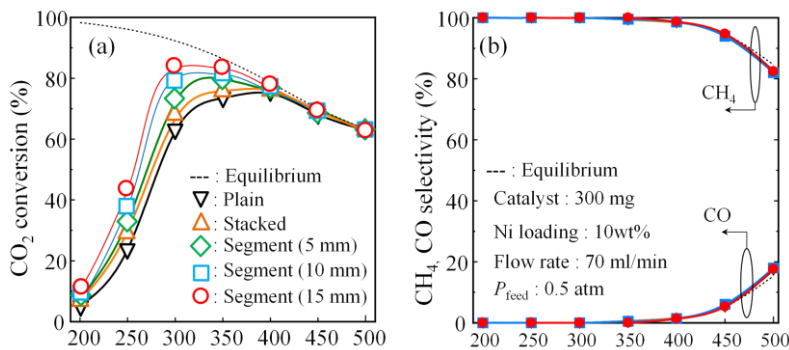 (a)
CO₂ conversion (%)
100
80
60
40
20
0
200 250 300 350 400 450 500
---- : Equilibrium
: Plain
: Stacked
: Segment (5 mm)
: Segment (10 mm)
: Segment (15 mm)
(b)
CH₄, CO selectivity (%)
100
80
60
40
20
0
200 250 300 350 400 450 500
CH₄
---- : Equilibrium
Catalyst : 300 mg
CO
Ni loading : 10wt%
Flow rate : 70 ml/min
P_feed : 0.5 atm